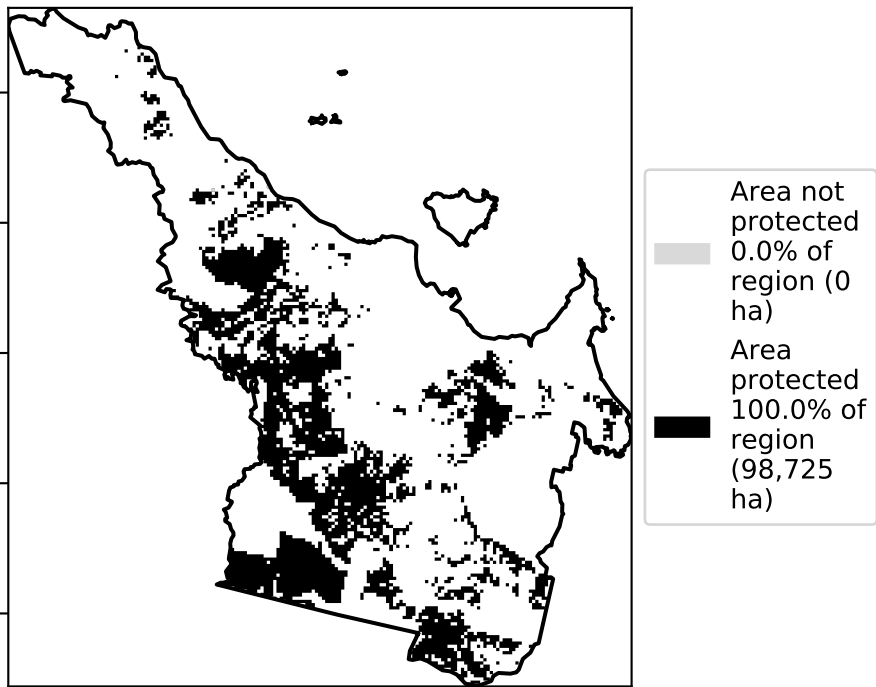 Area not
protected
0.0% of
region (0
ha)
Area
protected
100.0% of
region
(98,725
ha)